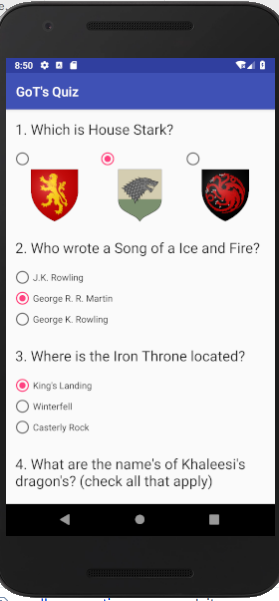 8:50
GoT's Quiz
1. Which is House Stark?
2. Who wrote a Song of a Ice and Fire?
J.K. Rowling
George R. R. Martin
George K. Rowling
3. Where is the Iron Throne located?
King's Landing
Winterfell
Casterly Rock
4. What are the name's of Khaleesi's
dragon's? (check all that apply)